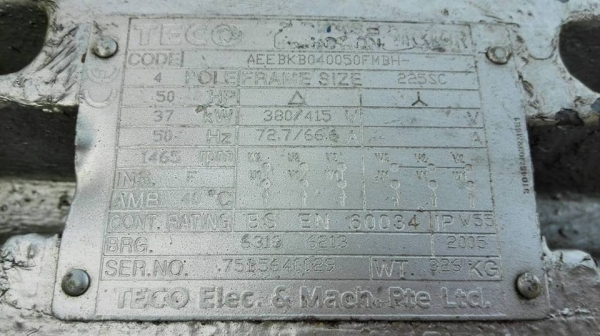 TECO
CODE AEEBKB040050FMBH-
4 POLE FRAME SIZE 225SC
50 HP △ 人
37 kW 380/415 V V
50 Hz 72.7/66.6 A A
1465 rpm
INS. F
AMB. 40°C
CONT. RATING BS EN 60034 IPW55
BRG. 6313 6213 2005
SER.NO. WT. KG
TECO Elec. & Mach. Pte Ltd.